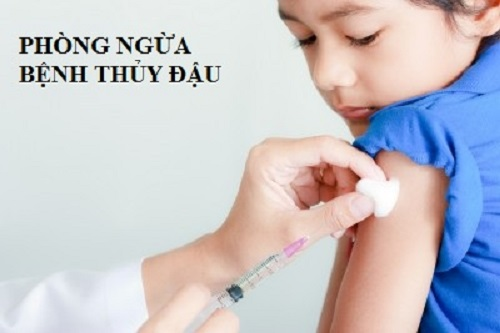 PHÒNG NGỪA
BỆNH THỦY ĐẬU